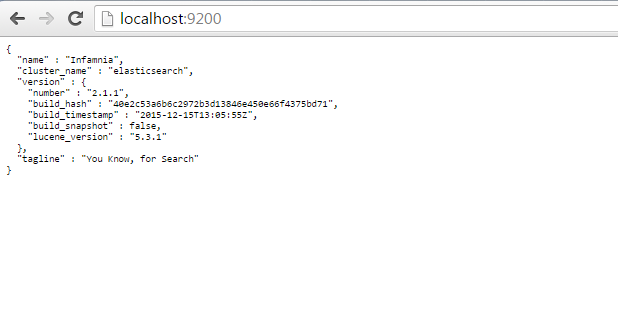 localhost:9200
{
  "name" : "Infamnia",
  "cluster_name" : "elasticsearch",
  "version" : {
    "number" : "2.1.1",
    "build_hash" : "40e2c53a6b6c2972b3d13846e450e66f4375bd71",
    "build_timestamp" : "2015-12-15T13:05:55Z",
    "build_snapshot" : false,
    "lucene_version" : "5.3.1"
  },
  "tagline" : "You Know, for Search"
}